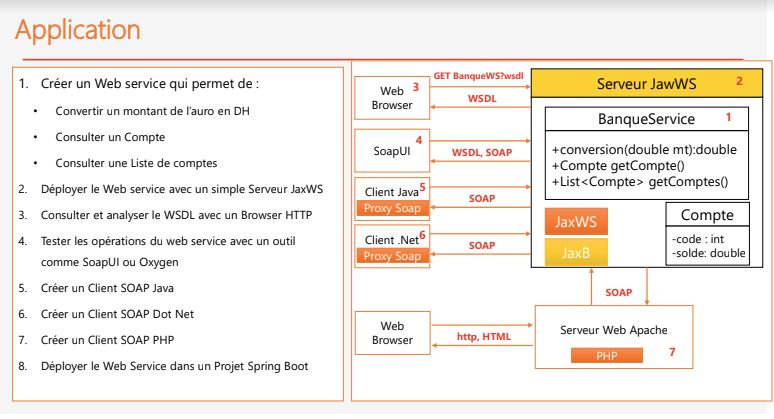 Application
1. Créer un Web service qui permet de :
• Convertir un montant de l'auro en DH
• Consulter un Compte
• Consulter une Liste de comptes
2. Déployer le Web service avec un simple Serveur JaxWS
3. Consulter et analyser le WSDL avec un Browser HTTP
4. Tester les opérations du web service avec un outil
comme SoapUI ou Oxygen
5. Créer un Client SOAP Java
6. Créer un Client SOAP Dot Net
7. Créer un Client SOAP PHP
8. Déployer le Web Service dans un Projet Spring Boot
Web
Browser
3
GET BanqueWS?wsdl
WSDL
SoapUI
4
WSDL, SOAP
Client Java
5
Proxy Soap
SOAP
Client .Net
6
Proxy Soap
SOAP
Serveur JawWS
2
BanqueService
1
+conversion(double mt):double
+Compte getCompte()
+List<Compte> getComptes()
JaxWS
JaxB
Compte
-code : int
-solde: double
SOAP
Web
Browser
http, HTML
Serveur Web Apache
PHP
7